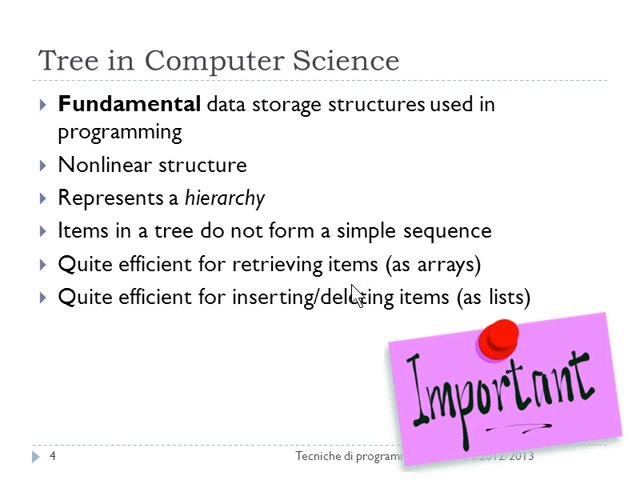 Tree in Computer Science
Fundamental data storage structures used in
programming
Nonlinear structure
Represents a hierarchy
Items in a tree do not form a simple sequence
Quite efficient for retrieving items (as arrays)
Quite efficient for inserting/deleting items (as lists)
Important
4
Tecniche di 2012/2013